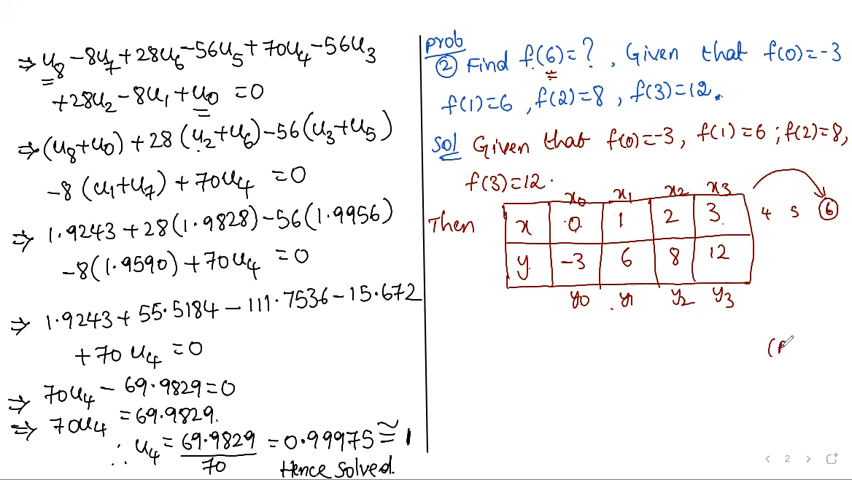 ⇒ u₈ - 8u₇ + 28u₆ - 56u₅ + 70u₄ - 56u₃
+ 28u₂ - 8u₁ + u₀ = 0
⇒ (u₈+u₀) + 28(u₂+u₆) - 56(u₃+u₅)
-8(u₁+u₇) + 70u₄ = 0
⇒ 1.9243 + 28(1.9828) - 56(1.9956)
-8(1.9590) + 70u₄ = 0
⇒ 1.9243 + 55.5184 - 111.7536 - 15.672
+ 70u₄ = 0
⇒ 70u₄ - 69.9829 = 0
⇒ 70u₄ = 69.9829.
∴ u₄ = 69.9829/70 = 0.99975 ≅ 1
Hence Solved.
prob
② Find f(6)=?, Given that f(0)=-3
f(1)=6, f(2)=8, f(3)=12.
Sol Given that f(0)=-3, f(1)=6; f(2)=8,
f(3)=12.
x₀ x₁ x₂ x₃
Then x 0 1 2 3 4 5 ⑥
y -3 6 8 12
y₀ y₁ y₂ y₃
2